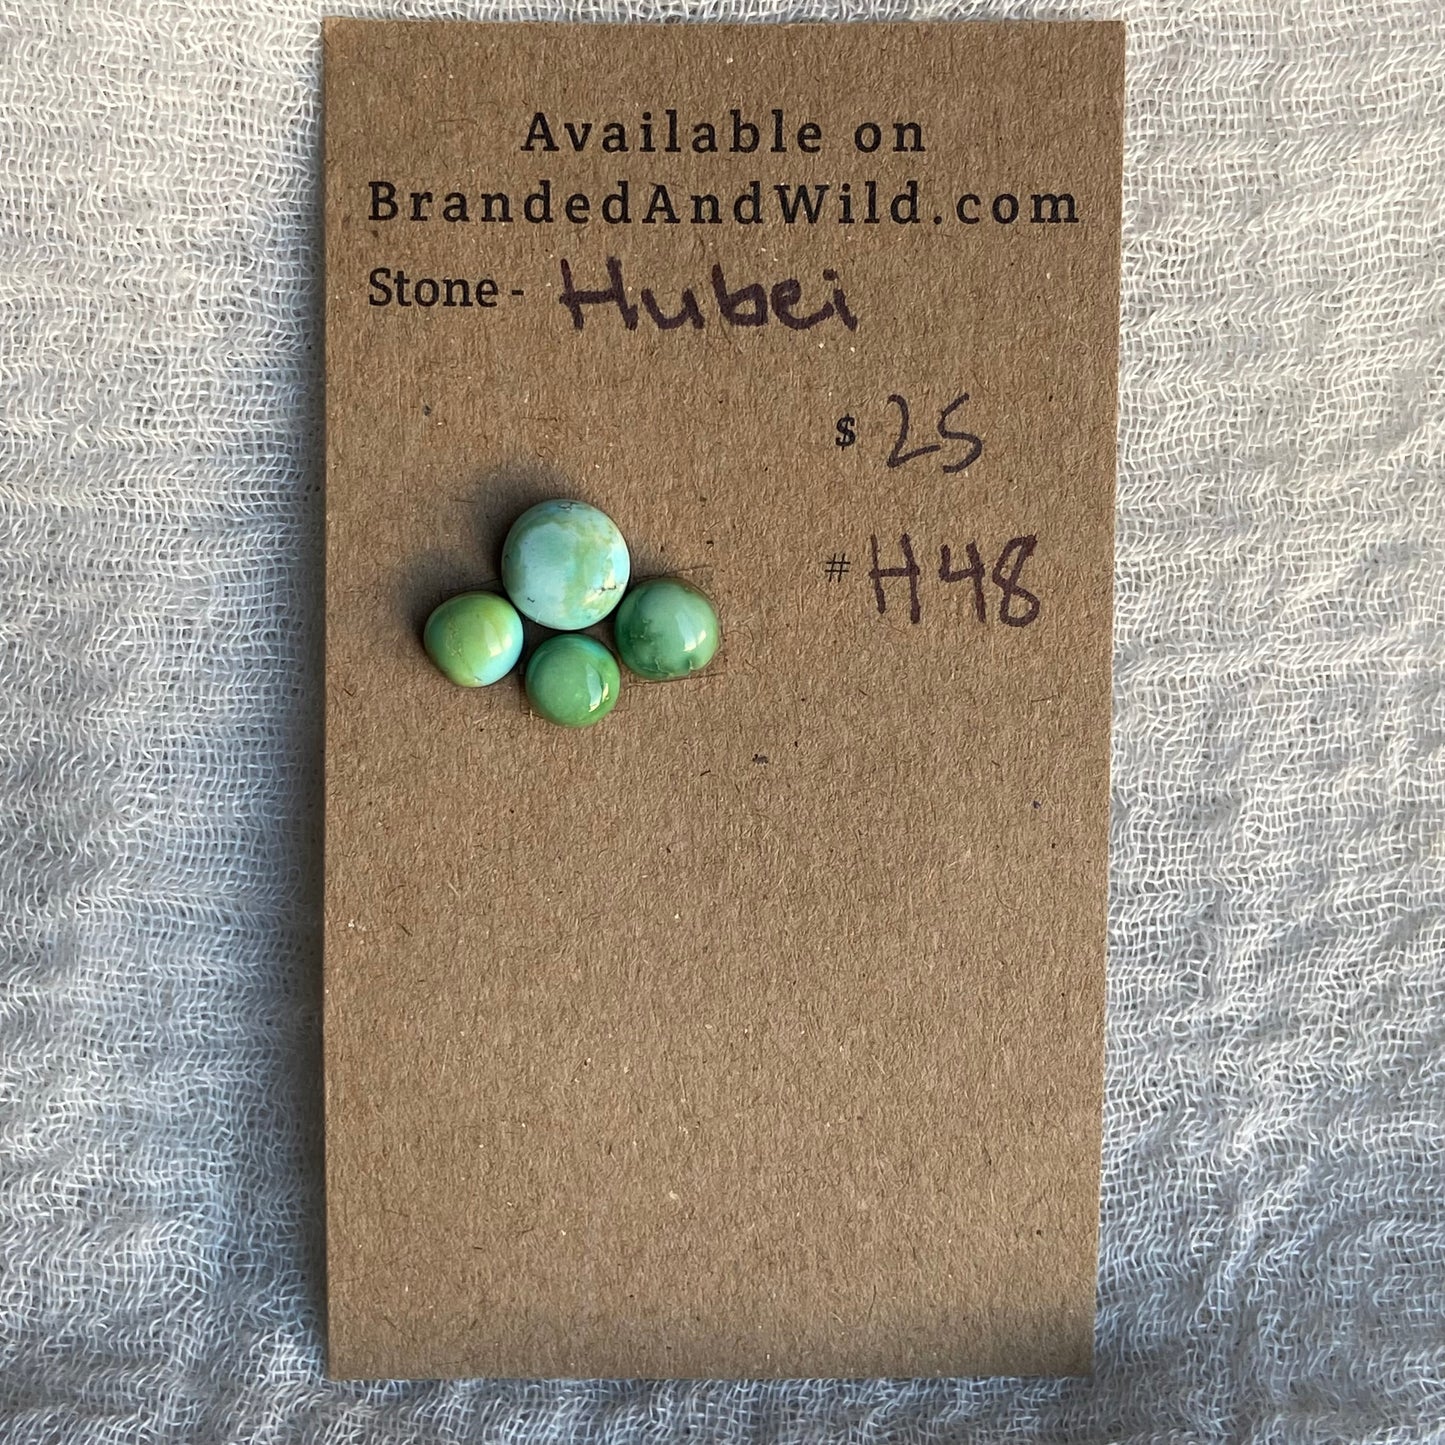 Available on
BrandedAndWild.com
Stone - Hubei
$ 25
# H48